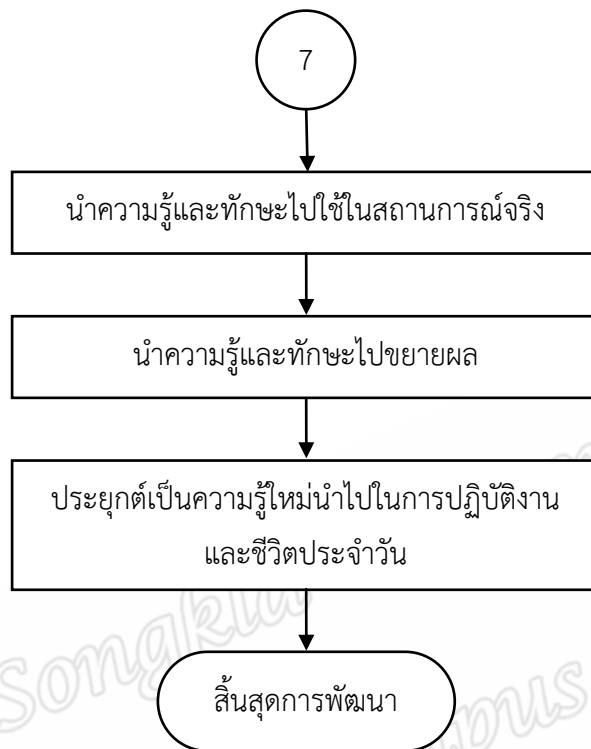 7
นำความรู้และทักษะไปใช้ในสถานการณ์จริง
นำความรู้และทักษะไปขยายผล
ประยุกต์เป็นความรู้ใหม่นำไปในการปฏิบัติงาน
และชีวิตประจำวัน
สิ้นสุดการพัฒนา
Songkla